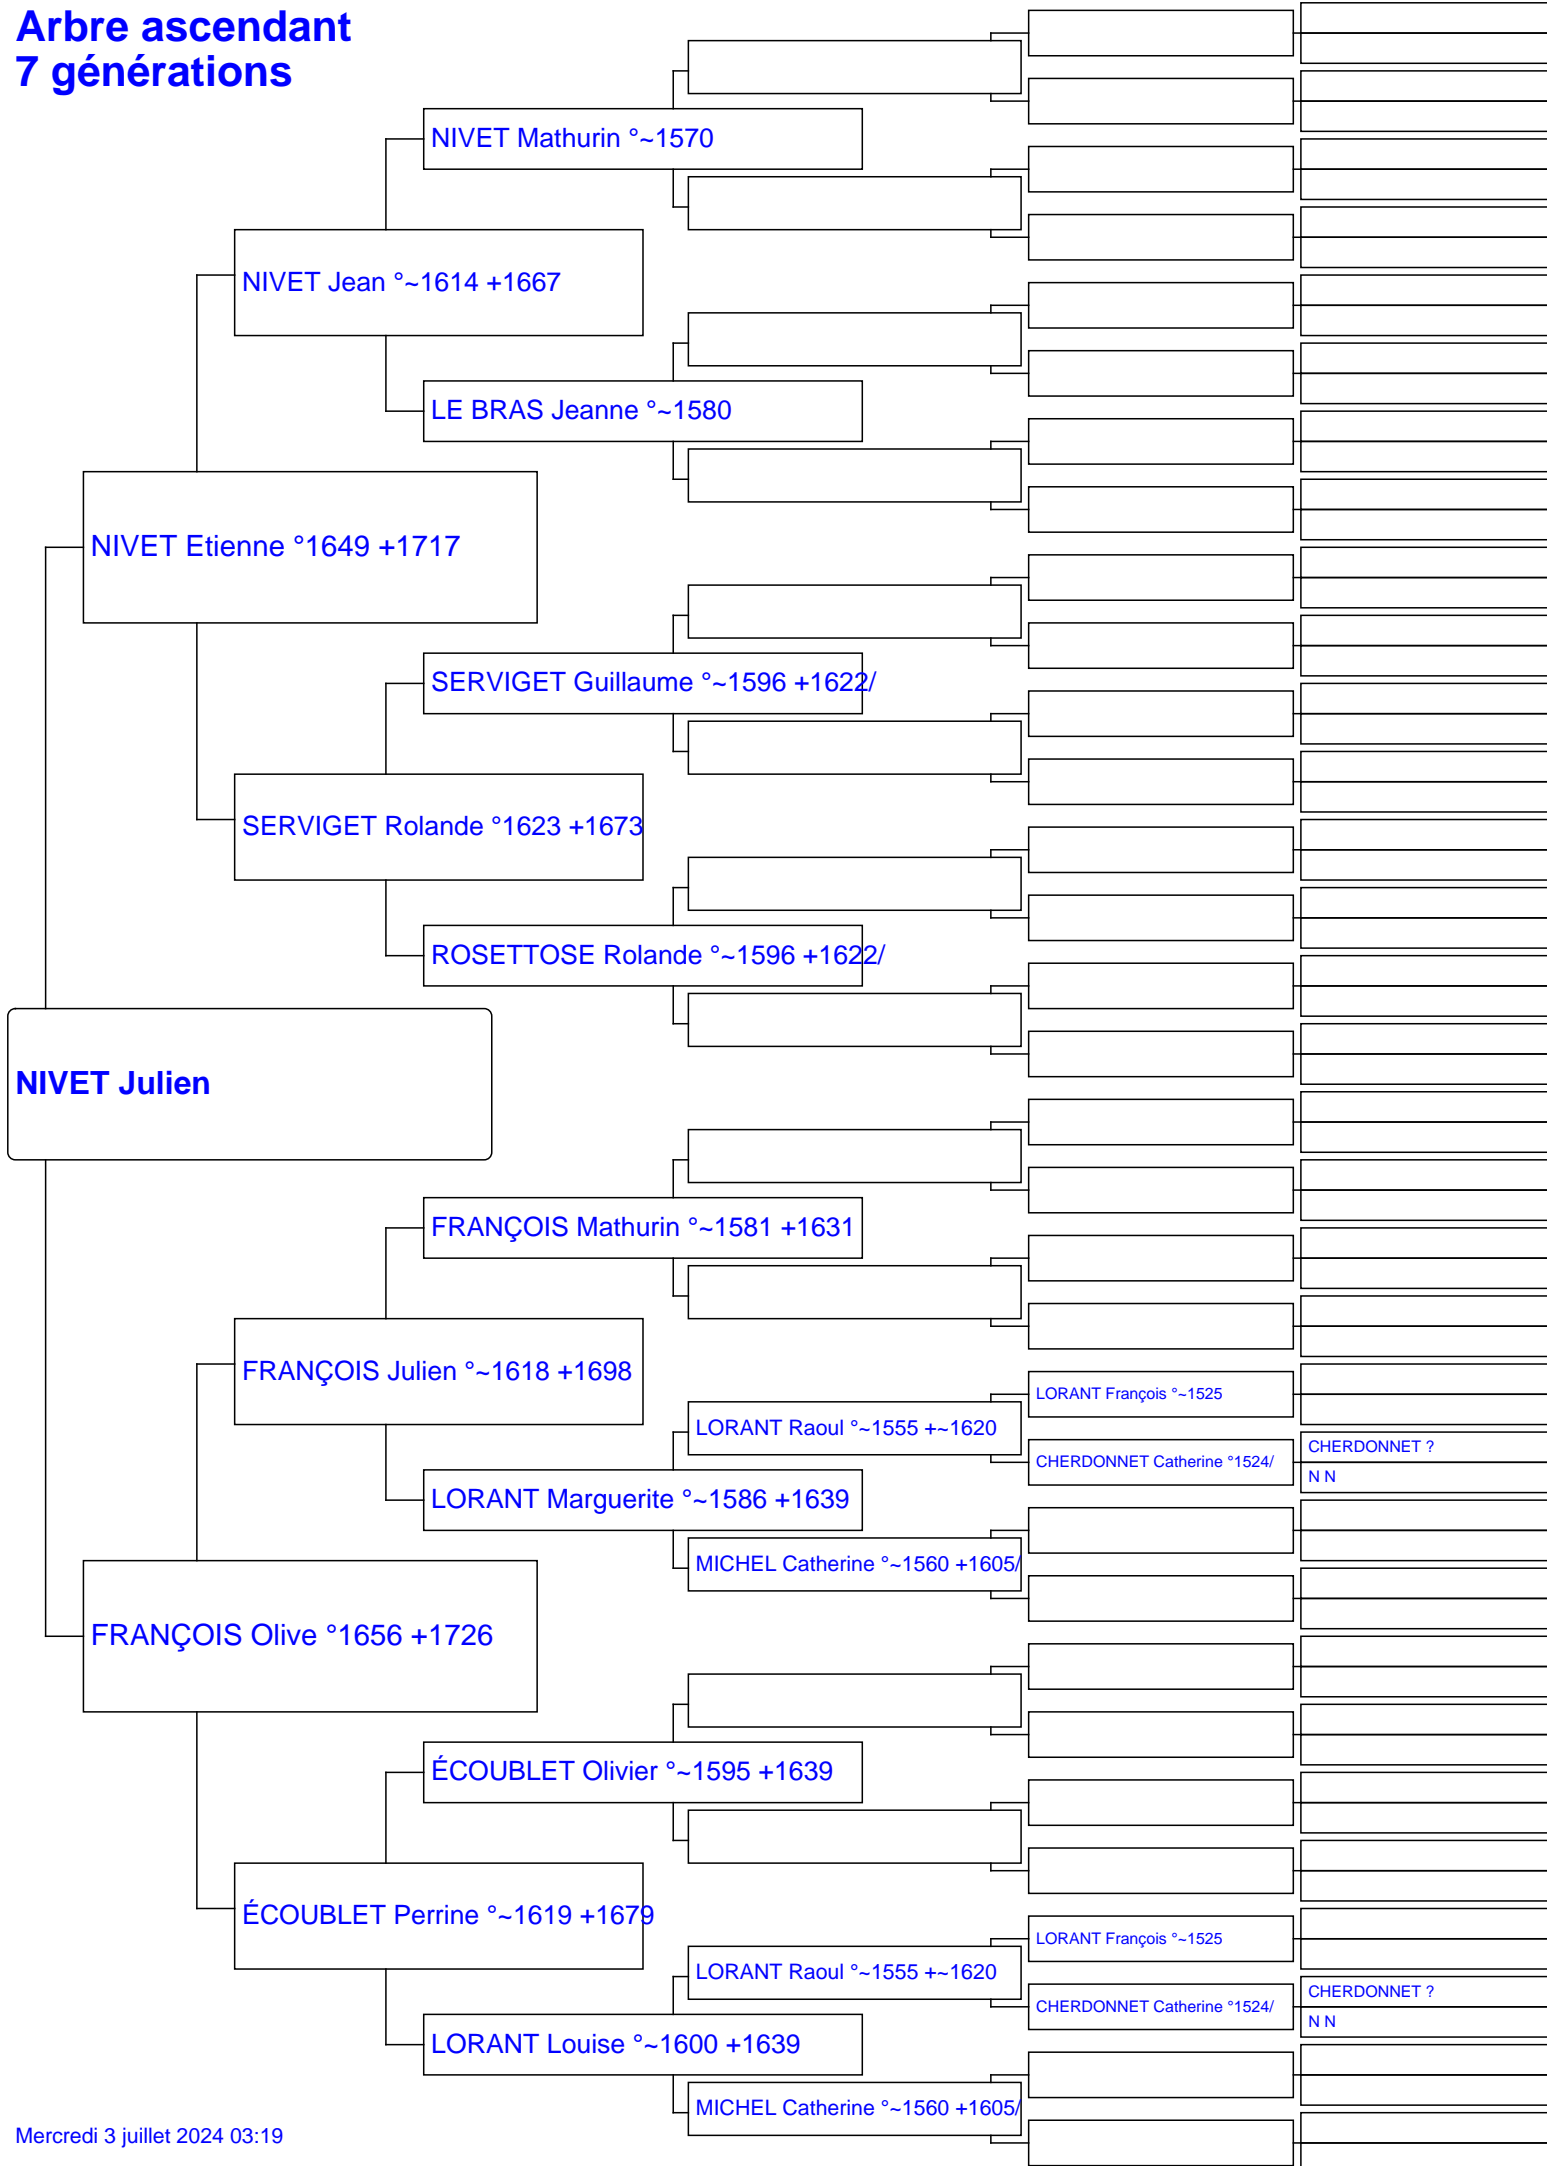 Arbre ascendant
7 générations
NIVET Mathurin °~1570
NIVET Jean °~1614 +1667
LE BRAS Jeanne °~1580
NIVET Etienne °1649 +1717
SERVIGET Guillaume °~1596 +1622/
SERVIGET Rolande °1623 +1673
ROSETTOSE Rolande °~1596 +1622/
NIVET Julien
FRANÇOIS Mathurin °~1581 +1631
FRANÇOIS Julien °~1618 +1698
LORANT François °~1525
LORANT Raoul °~1555 +~1620
CHERDONNET ?
CHERDONNET Catherine °1524/
N N
LORANT Marguerite °~1586 +1639
MICHEL Catherine °~1560 +1605/
FRANÇOIS Olive °1656 +1726
ÉCOUBLET Olivier °~1595 +1639
ÉCOUBLET Perrine °~1619 +1679
LORANT François °~1525
LORANT Raoul °~1555 +~1620
CHERDONNET ?
CHERDONNET Catherine °1524/
N N
LORANT Louise °~1600 +1639
MICHEL Catherine °~1560 +1605/
Mercredi 3 juillet 2024 03:19